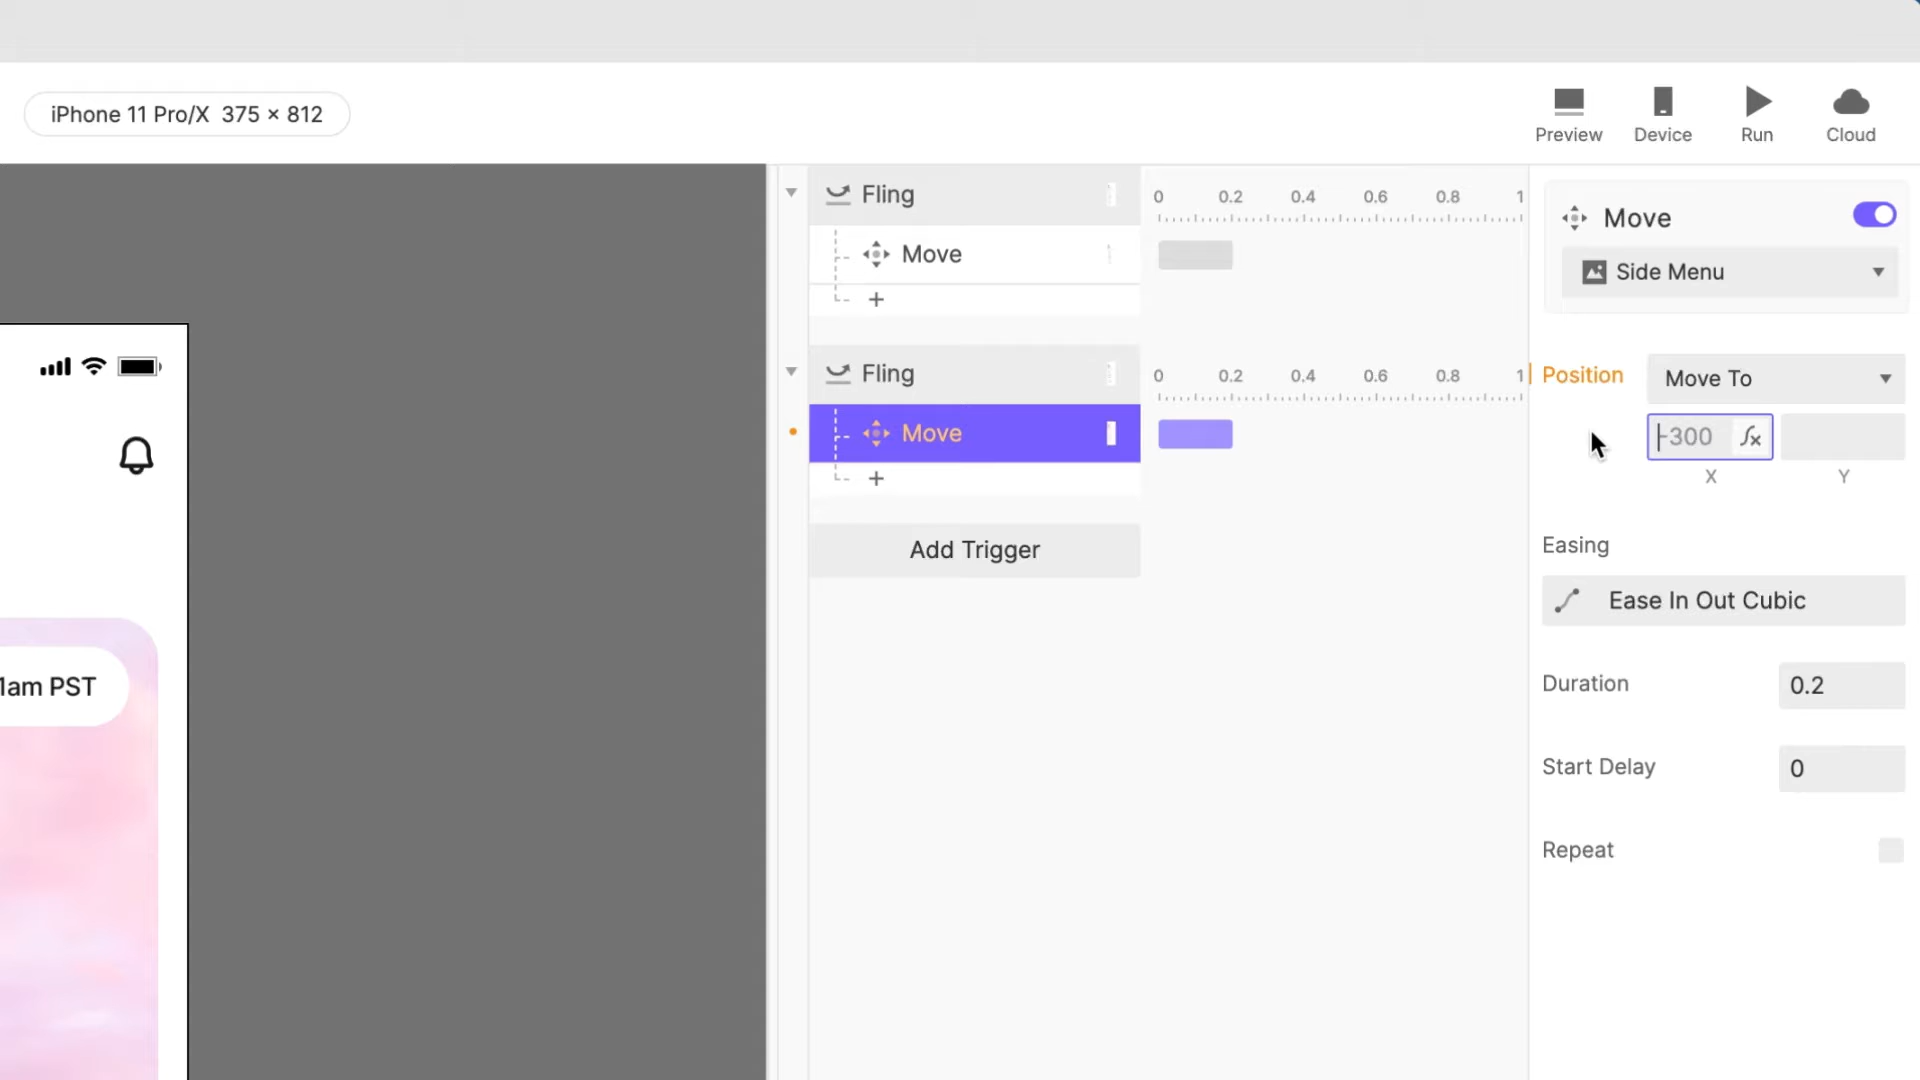 iPhone 11 Pro/X 375 × 812
Preview
Device
Run
Cloud
Fling
0 0.2 0.4 0.6 0.8 1
Move
+
Fling
0 0.2 0.4 0.6 0.8 1
Move
+
Add Trigger
Move
Side Menu
Position
Move To
-300
X
Y
Easing
Ease In Out Cubic
Duration
0.2
Start Delay
0
Repeat
1am PST